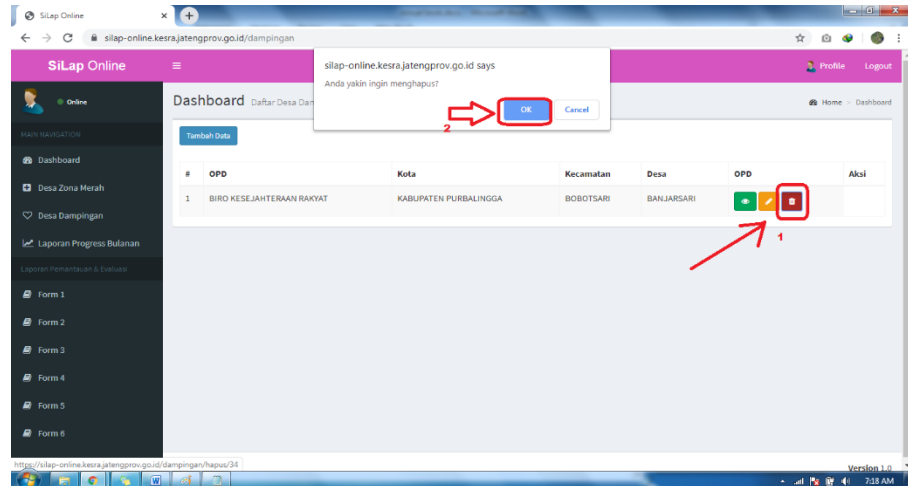 SiLap Online
silap-online.kesra.jatengprov.go.id/dampingan
SiLap Online
silap-online.kesra.jatengprov.go.id says
Anda yakin ingin menghapus?
OK
Cancel
2
Profile
Logout
Online
Dashboard Daftar Desa Dam
Home > Dashboard
MAIN NAVIGATION
Tambah Data
Dashboard
Desa Zona Merah
Desa Dampingan
Laporan Progress Bulanan
Laporan Pemantauan & Evaluasi
Form 1
Form 2
Form 3
Form 4
Form 5
Form 6
# OPD Kota Kecamatan Desa OPD Aksi
1 BIRO KESEJAHTERAAN RAKYAT KABUPATEN PURBALINGGA BOBOTSARI BANJARSARI
1
https://silap-online.kesra.jatengprov.go.id/dampingan/hapus/34
Version 1.0
7:18 AM